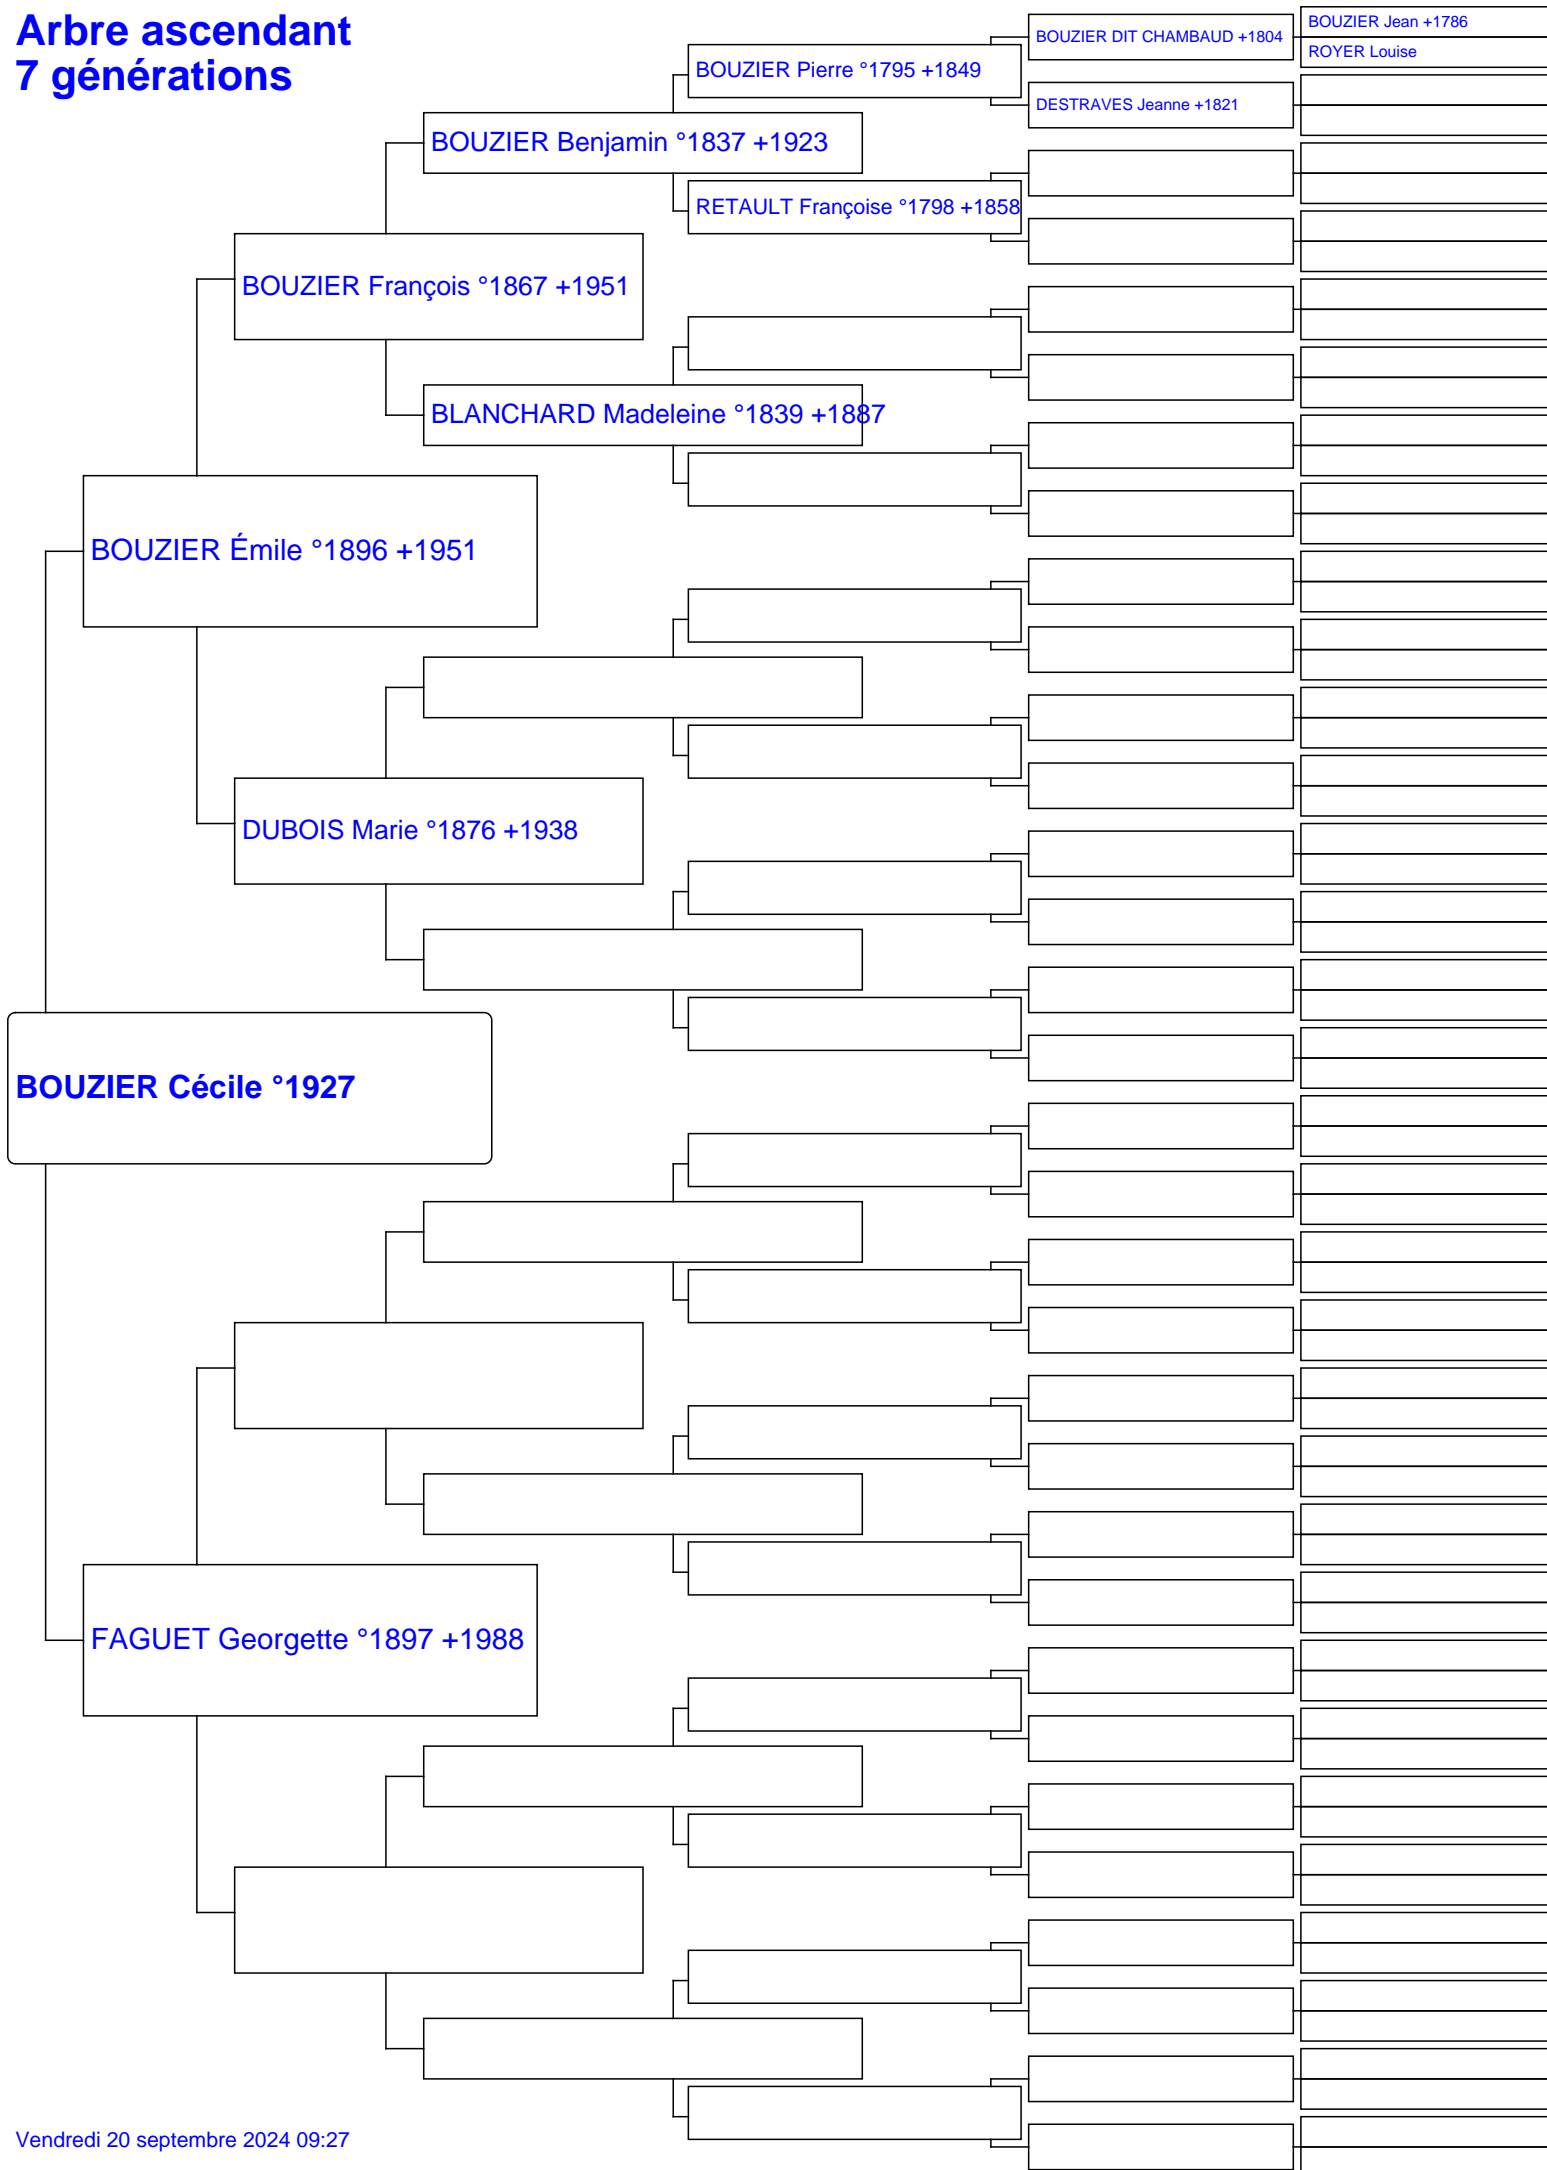 Arbre ascendant
7 générations
BOUZIER Jean +1786
BOUZIER DIT CHAMBAUD +1804
ROYER Louise
BOUZIER Pierre °1795 +1849
DESTRAVES Jeanne +1821
BOUZIER Benjamin °1837 +1923
RETAULT Françoise °1798 +1858
BOUZIER François °1867 +1951
BLANCHARD Madeleine °1839 +1887
BOUZIER Émile °1896 +1951
DUBOIS Marie °1876 +1938
BOUZIER Cécile °1927
FAGUET Georgette °1897 +1988
Vendredi 20 septembre 2024 09:27